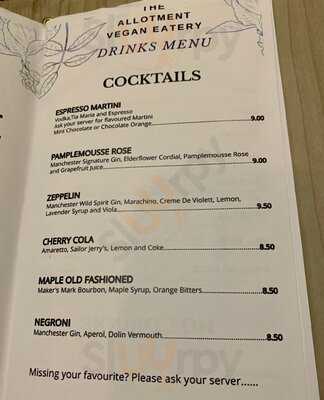 THE
ALLOTMENT
VEGAN EATERY
DRINKS MENU
COCKTAILS
ESPRESSO MARTINI
Vodka,Tia Maria and Espresso
Ask your server for flavoured Martini
Mint Chocolate or Chocolate Orange..............................9.00
PAMPLEMOUSSE ROSE
Manchester Signature Gin, Elderflower Cordial, Pamplemousse Rose
and Grapefruit Juice..............................9.00
ZEPPELIN
Manchester Wild Spirit Gin, Marachino, Creme De Violett, Lemon,
Lavender Syrup and Viola..............................9.50
CHERRY COLA
Amaretto, Sailor Jerry's, Lemon and Coke..............................8.50
MAPLE OLD FASHIONED
Maker's Mark Bourbon, Maple Syrup, Orange Bitters..............................8.50
NEGRONI
Manchester Gin, Aperol, Dolin Vermouth..............................8.50
Missing your favourite? Please ask your server......